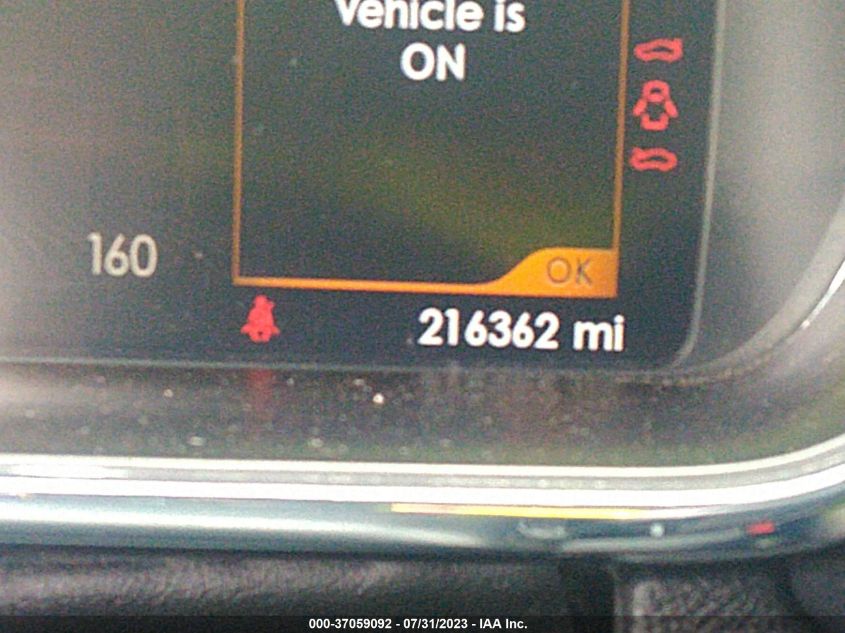 Vehicle is
ON
160
OK
216362 mi
000-37059092 - 07/31/2023 - IAA Inc.